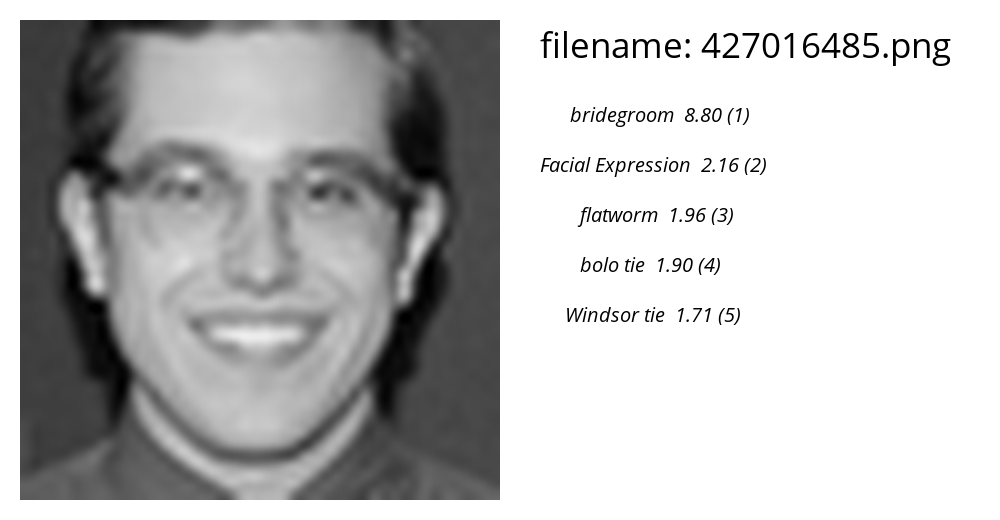 filename: 427016485.png
bridegroom 8.80 (1)
Facial Expression 2.16 (2)
flatworm 1.96 (3)
bolo tie 1.90 (4)
Windsor tie 1.71 (5)